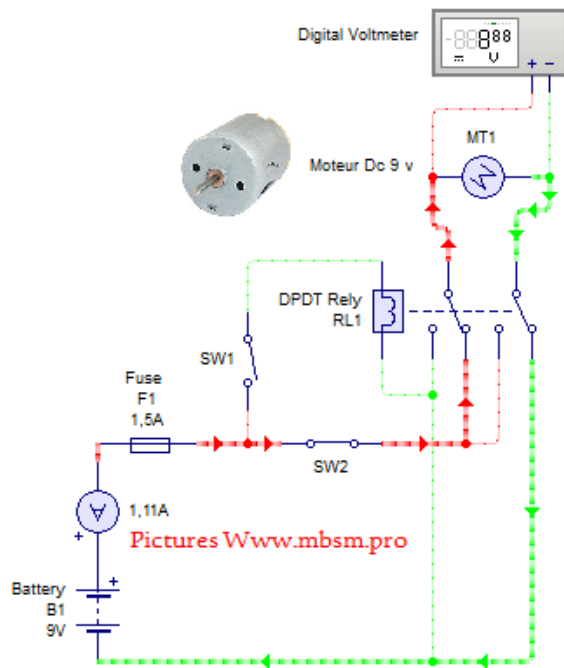 Digital Voltmeter
-88888
V
+ -
MT1
Moteur Dc 9 v
DPDT Rely
RL1
SW1
Fuse
F1
1,5A
SW2
A
1,11A
+
Pictures Www.mbsm.pro
+
Battery
B1
9V